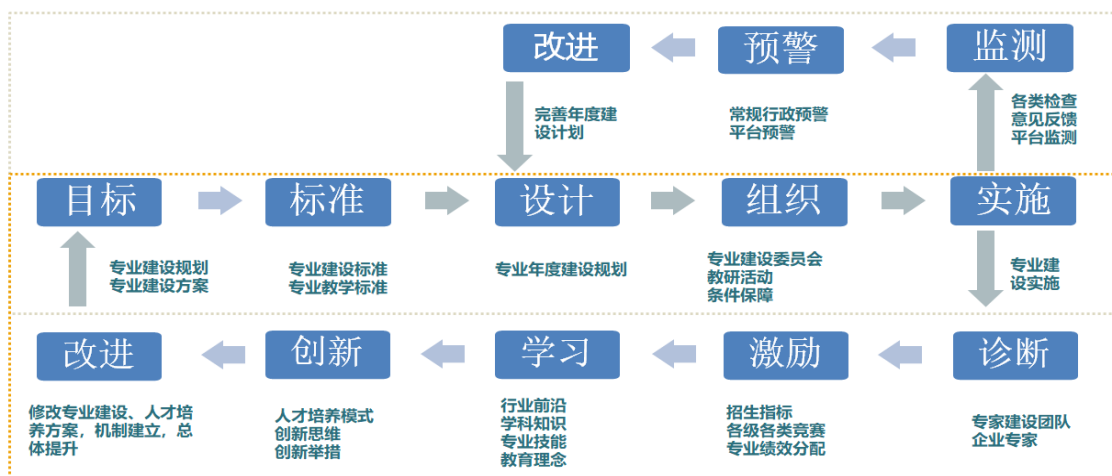 改进
预警
监测
完善年度建
设计划
常规行政预警
平台预警
各类检查
意见反馈
平台监测
目标
标准
设计
组织
实施
专业建设规划
专业建设方案
专业建设标准
专业教学标准
专业年度建设规划
专业建设委员会
教研活动
条件保障
专业建
设实施
改进
创新
学习
激励
诊断
修改专业建设、人才培
养方案，机制建立，总
体提升
人才培养模式
创新思维
创新举措
行业前沿
学科知识
专业技能
教育理念
招生指标
各级各类竞赛
专业绩效分配
专家建设团队
企业专家